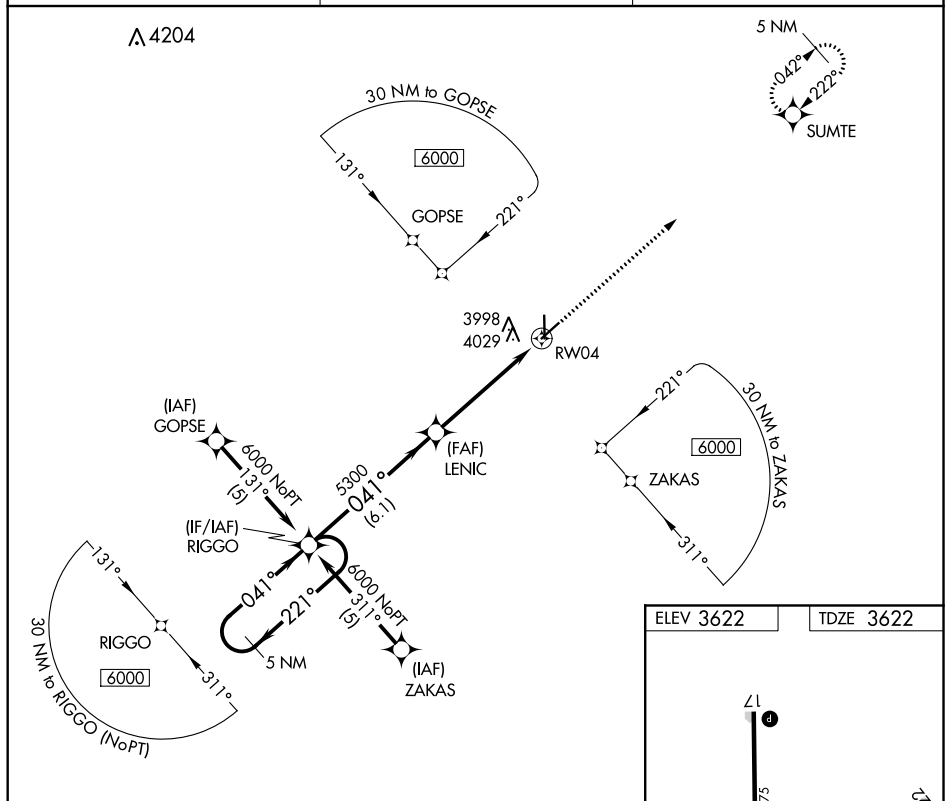 4204
5 NM
042°
222°
SUMTE
30 NM to GOPSE
6000
131°
221°
GOPSE
3998
4029
RW04
(IAF)
GOPSE
6000 NoPT
131°
(5)
(FAF)
LENIC
5300
041°
(6.1)
221°
30 NM to ZAKAS
6000
ZAKAS
311°
(IF/IAF)
RIGGO
041°
221°
5 NM
6000 NoPT
311°
(5)
(IAF)
ZAKAS
131°
RIGGO
6000
311°
30 NM to RIGGO (NoPT)
ELEV 3622
TDZE 3622
17
P
75
22